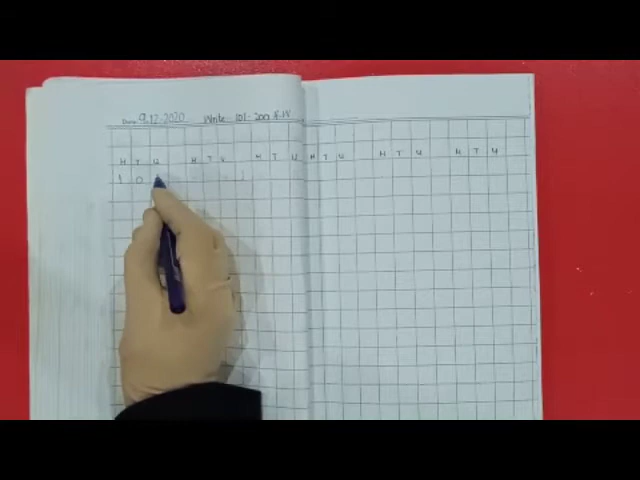 Date: 9.12.2020 Write 101-200 H.W
H T U H T U H T U H T U H T U H T U
1 0